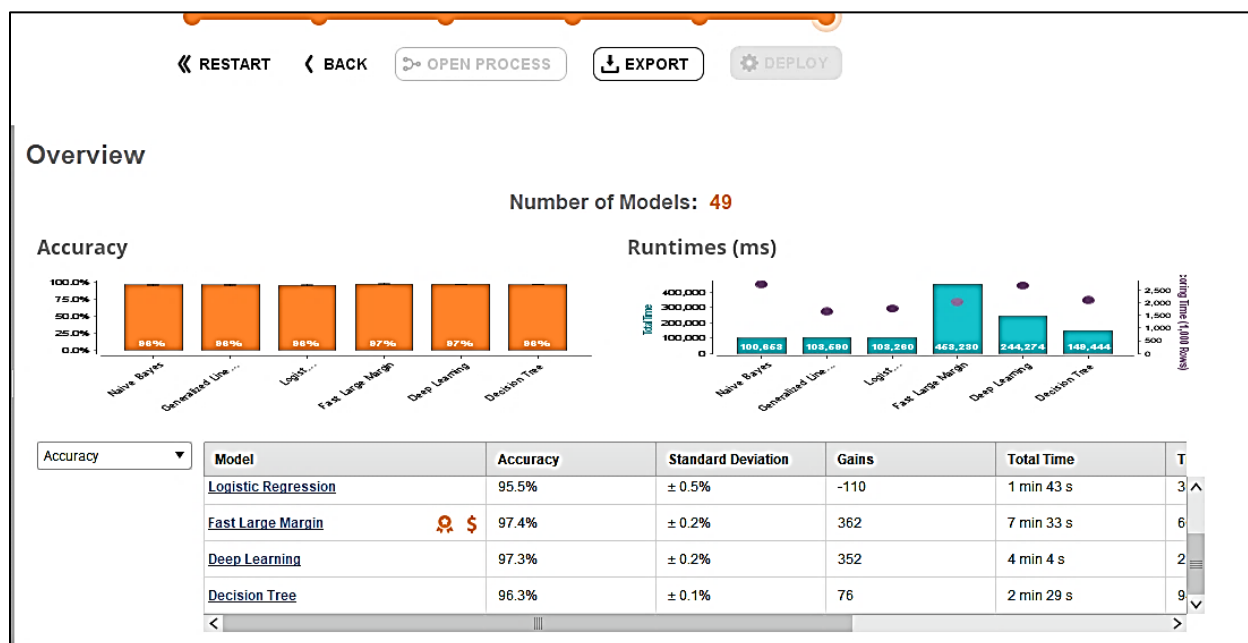 RESTART BACK OPEN PROCESS EXPORT DEPLOY
Overview
Number of Models: 49
Accuracy
100.0%
75.0%
50.0%
25.0%
0.0%
96% 96% 96% 97% 97% 96%
Naive Bayes Generalized Line... Logist... Fast Large Margin Deep Learning Decision Tree
Runtimes (ms)
Total Time
400,000
300,000
200,000
100,000
0
103,260 244,274 149,444
Naive Bayes Generalized Line... Logist... Fast Large Margin Deep Learning Decision Tree
2,500
2,000
1,500
1,000
500
0
oring Time (1,000 Rows)
Accuracy
Model Accuracy Standard Deviation Gains Total Time T
Logistic Regression 95.5% ± 0.5% -110 1 min 43 s 3
Fast Large Margin $ 97.4% ± 0.2% 362 7 min 33 s 6
Deep Learning 97.3% ± 0.2% 352 4 min 4 s 2
Decision Tree 96.3% ± 0.1% 76 2 min 29 s 9